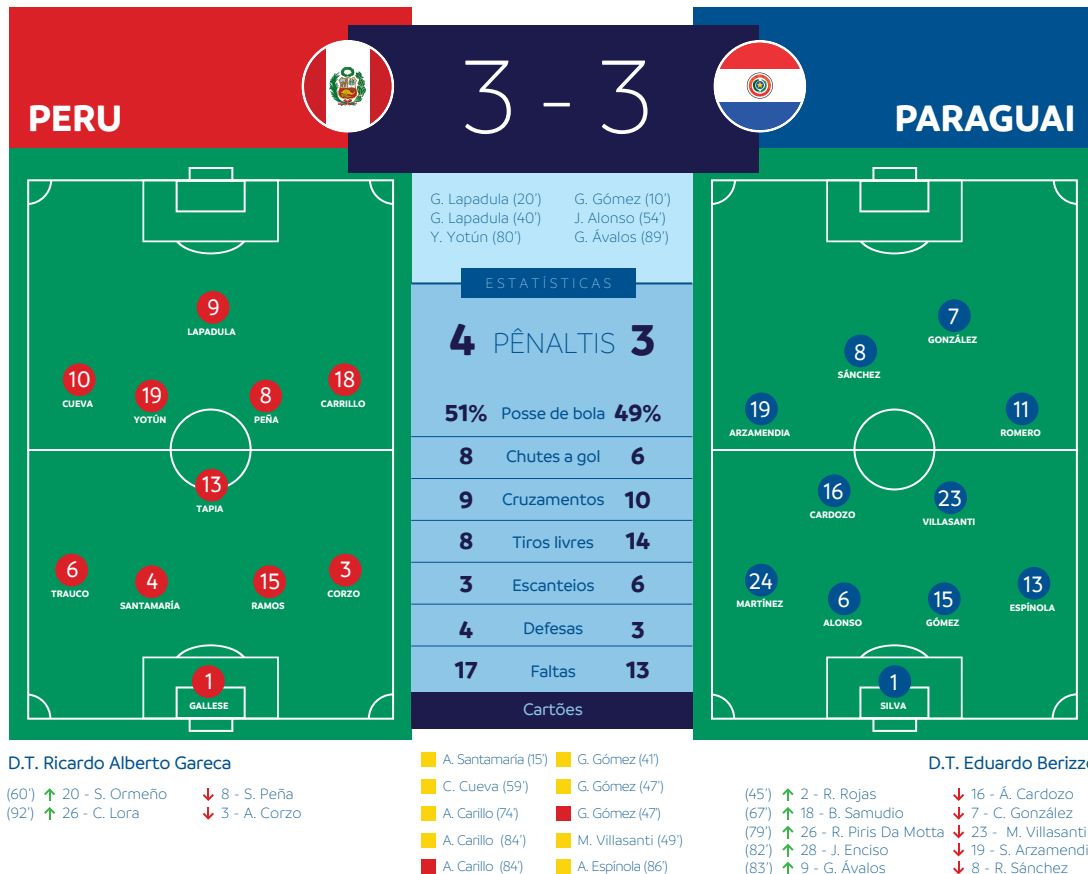 PERU
3 - 3
PARAGUAI
G. Lapadula (20’) G. Gómez (10’)
G. Lapadula (40’) J. Alonso (54’)
Y. Yotún (80’) G. Ávalos (89’)
ESTATÍSTICAS
4 PÊNALTIS 3
51% Posse de bola 49%
8 Chutes a gol 6
9 Cruzamentos 10
8 Tiros livres 14
3 Escanteios 6
4 Defesas 3
17 Faltas 13
Cartões
9
LAPADULA
10
CUEVA
19
YOTÚN
8
PEÑA
18
CARRILLO
13
TAPIA
6
TRAUCO
4
SANTAMARÍA
15
RAMOS
3
CORZO
1
GALLESE
7
GONZÁLEZ
8
SÁNCHEZ
19
ARZAMENDIA
11
ROMERO
16
CARDOZO
23
VILLASANTI
24
MARTÍNEZ
6
ALONSO
15
GÓMEZ
13
ESPÍNOLA
1
SILVA
D.T. Ricardo Alberto Gareca
(60’) 20 - S. Ormeño 8 - S. Peña
(92’) 26 - C. Lora 3 - A. Corzo
A. Santamaría (15’) G. Gómez (41’)
C. Cueva (59’) G. Gómez (47’)
A. Carillo (74’) G. Gómez (47’)
A. Carillo (84’) M. Villasanti (49’)
A. Carillo (84’) A. Espínola (86’)
D.T. Eduardo Berizzo
(45’) 2 - R. Rojas 16 - Á. Cardozo
(67’) 18 - B. Samudio 7 - C. González
(79’) 26 - R. Piris Da Motta 23 - M. Villasanti
(82’) 28 - J. Enciso 19 - S. Arzamendi
(83’) 9 - G. Ávalos 8 - R. Sánchez